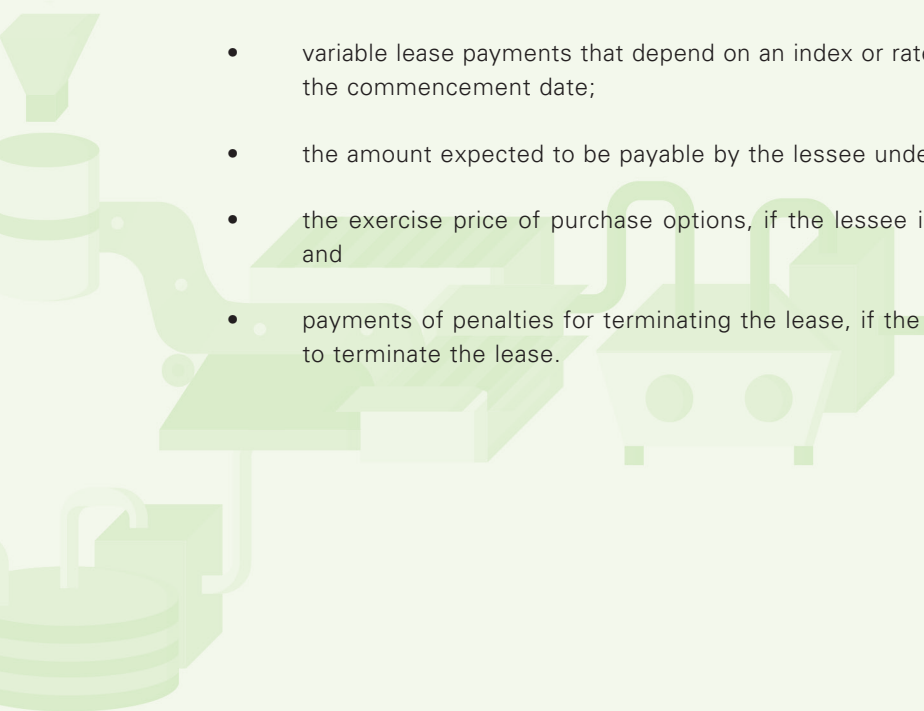 • variable lease payments that depend on an index or rate
the commencement date;
• the amount expected to be payable by the lessee unde
• the exercise price of purchase options, if the lessee i
and
• payments of penalties for terminating the lease, if the
to terminate the lease.